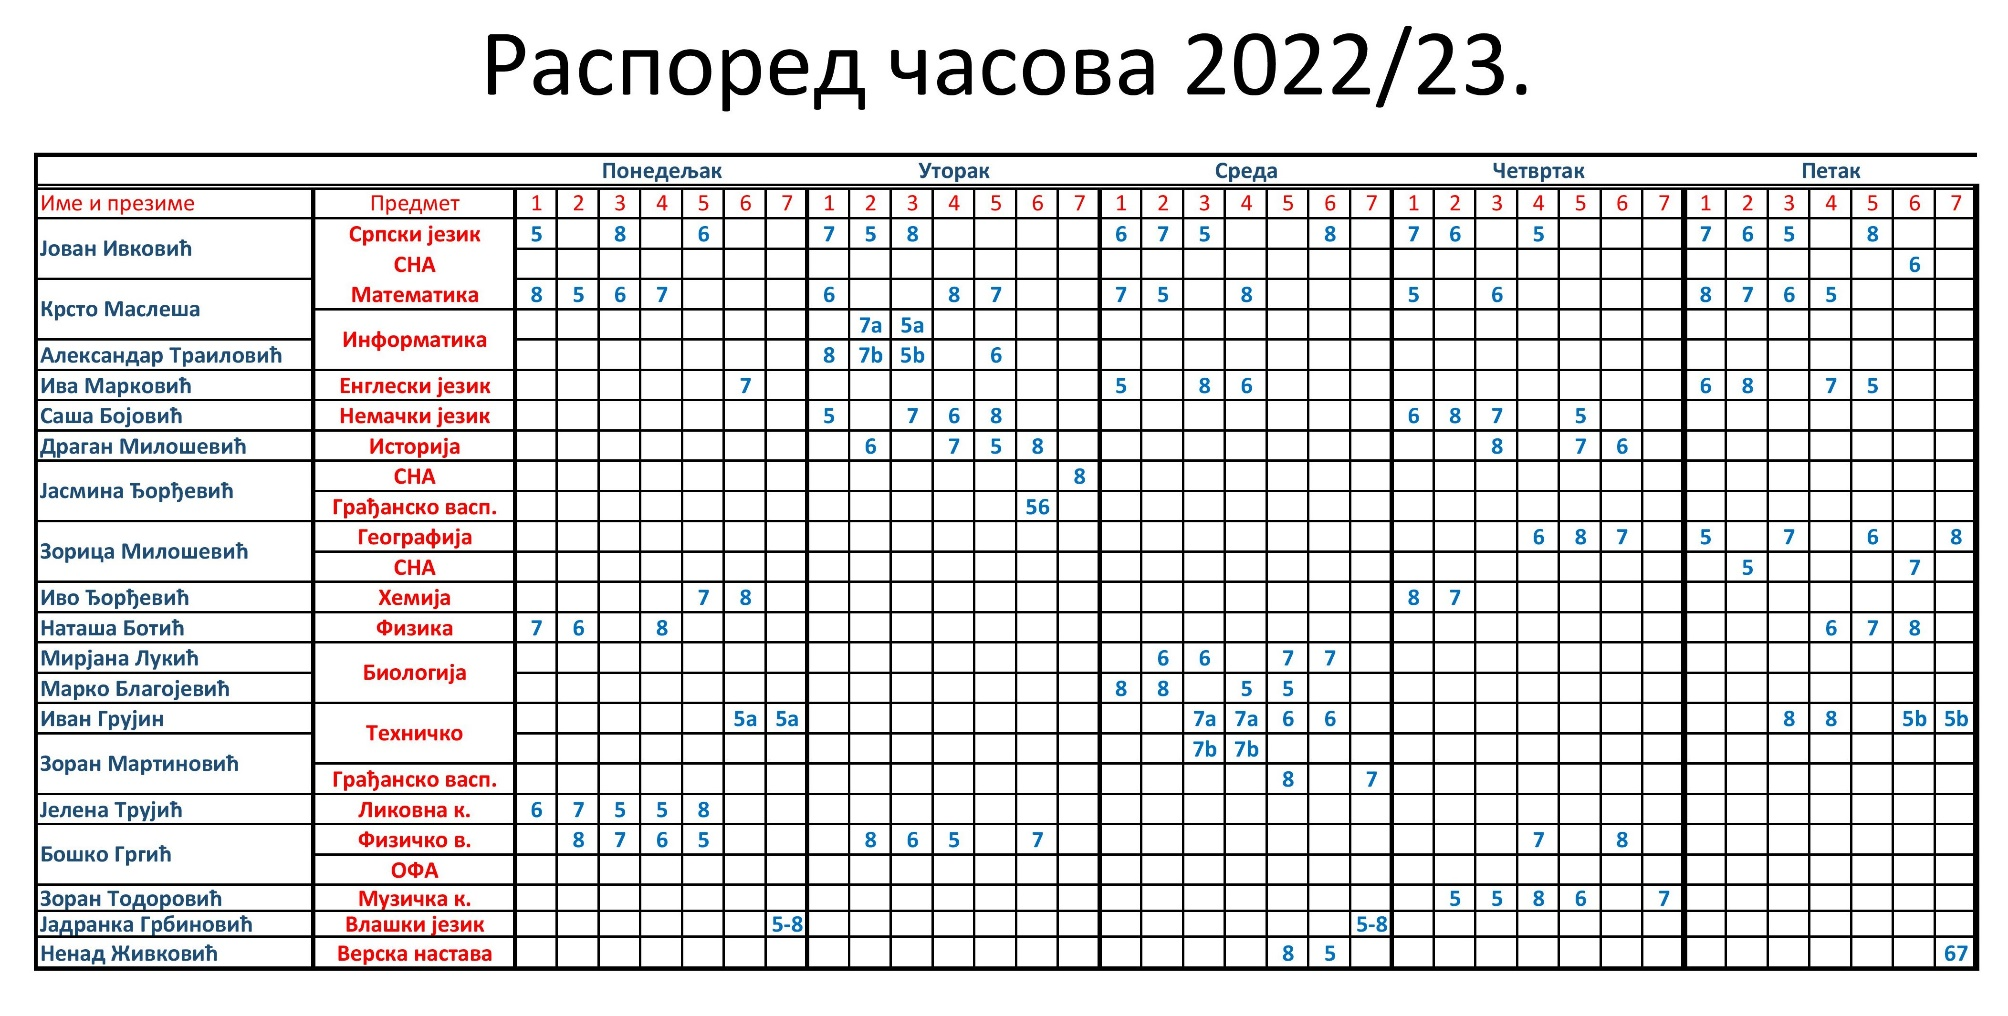 Распоред часова 2022/23.
Понедељак Уторак Среда Четвртак Петак
Име и презиме Предмет 1 2 3 4 5 6 7 1 2 3 4 5 6 7 1 2 3 4 5 6 7 1 2 3 4 5 6 7 1 2 3 4 5 6 7
Јован Ивковић Српски језик 5 8 6 7 5 8 6 7 5 8 7 6 5 7 6 5 8
СНА 6
Крсто Маслеша Математика 8 5 6 7 6 8 7 7 5 8 5 6 8 7 6 5
Информатика 7a 5a
Александар Траиловић 8 7b 5b 6
Ива Марковић Енглески језик 7 5 8 6 6 8 7 5
Саша Бојовић Немачки језик 5 7 6 8 6 8 7 5
Драган Милошевић Историја 6 7 5 8 8 7 6
Јасмина Ђорђевић СНА 8
Грађанско васп. 56
Зорица Милошевић Географија 6 8 7 5 7 6 8
СНА 5 7
Иво Ђорђевић Хемија 7 8 8 7
Наташа Ботић Физика 7 6 8 6 7 8
Мирјана Лукић Биологија 6 6 7 7
Марко Благојевић 8 8 5 5
Иван Грујин Техничко 5a 5a 7a 7a 6 6 8 8 5b 5b
Зоран Мартиновић 7b 7b
Грађанско васп. 8 7
Јелена Трујић Ликовна к. 6 7 5 5 8
Бошко Гргић Физичко в. 8 7 6 5 8 6 5 7 7 8
ОФА
Зоран Тодоровић Музичка к. 5 5 8 6 7
Јадранка Грбиновић Влашки језик 5-8 5-8
Ненад Живковић Верска настава 8 5 67